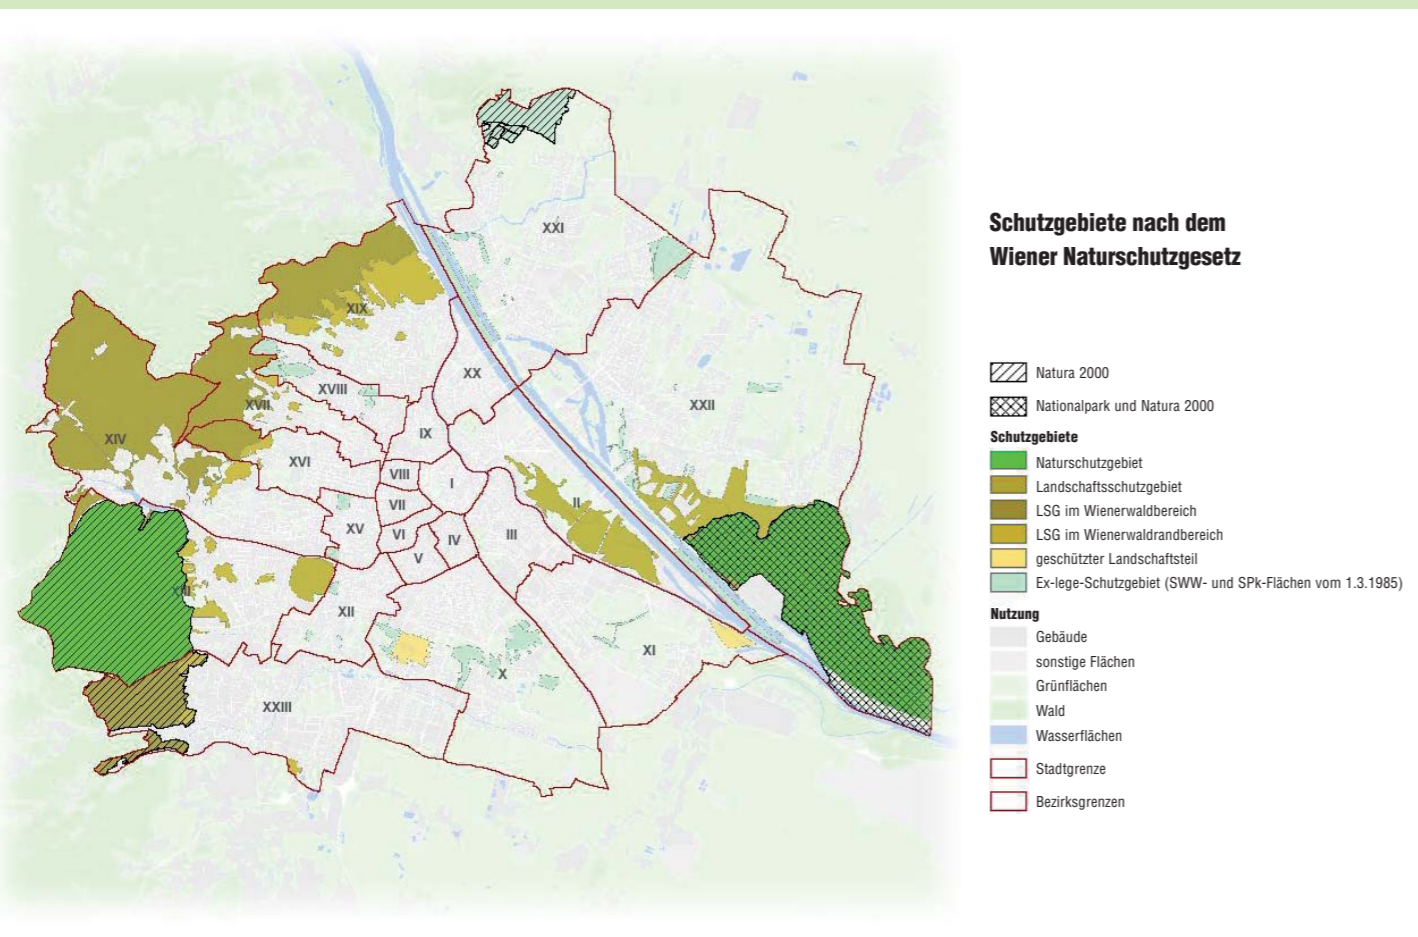 Schutzgebiete nach dem
Wiener Naturschutzgesetz
Natura 2000
Nationalpark und Natura 2000
Schutzgebiete
Naturschutzgebiet
Landschaftsschutzgebiet
LSG im Wienerwaldbereich
LSG im Wienerwaldrandbereich
geschützter Landschaftsteil
Ex-lege-Schutzgebiet (SWW- und SPk-Flächen vom 1.3.1985)
Nutzung
Gebäude
sonstige Flächen
Grünflächen
Wald
Wasserflächen
Stadtgrenze
Bezirksgrenzen
XXI
XIX
XX
XVIII
XVII
XXII
IX
XIV
XVI
VIII
I
VII
II
XV
VI
IV
III
V
XIII
XII
XI
X
XXIII